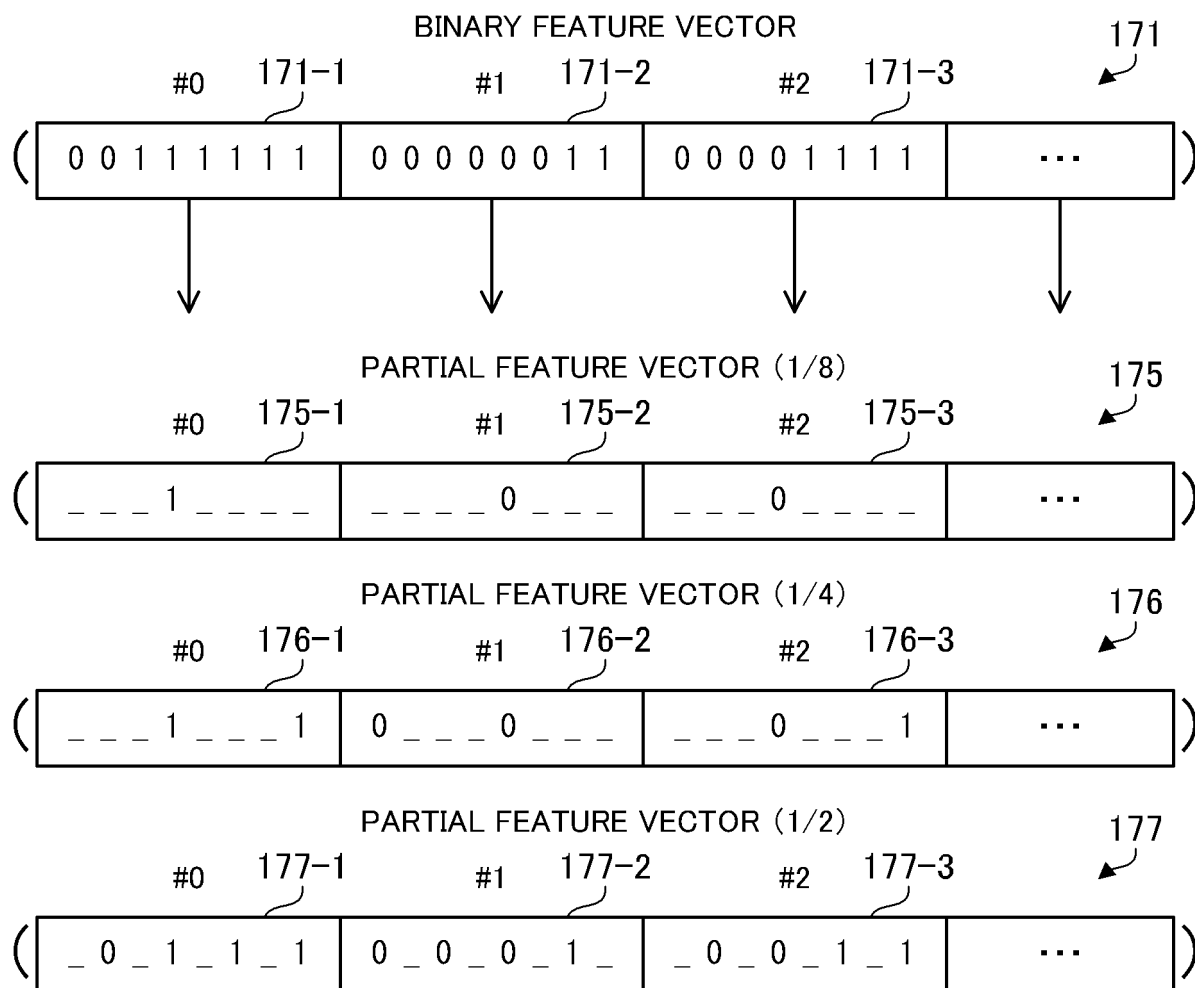 BINARY FEATURE VECTOR
171
#0 171-1 #1 171-2 #2 171-3
( 0 0 1 1 1 1 1 1 0 0 0 0 0 0 1 1 0 0 0 0 1 1 1 1 ... )
PARTIAL FEATURE VECTOR (1/8)
175
#0 175-1 #1 175-2 #2 175-3
( _ _ _ 1 _ _ _ _ _ _ _ _ 0 _ _ _ _ _ _ 0 _ _ _ _ ... )
PARTIAL FEATURE VECTOR (1/4)
176
#0 176-1 #1 176-2 #2 176-3
( _ _ _ 1 _ _ _ 1 0 _ _ _ 0 _ _ _ _ _ _ 0 _ _ _ 1 ... )
PARTIAL FEATURE VECTOR (1/2)
177
#0 177-1 #1 177-2 #2 177-3
( _ 0 _ 1 _ 1 _ 1 0 _ 0 _ 0 _ 1 _ _ 0 _ 0 _ 1 _ 1 ... )